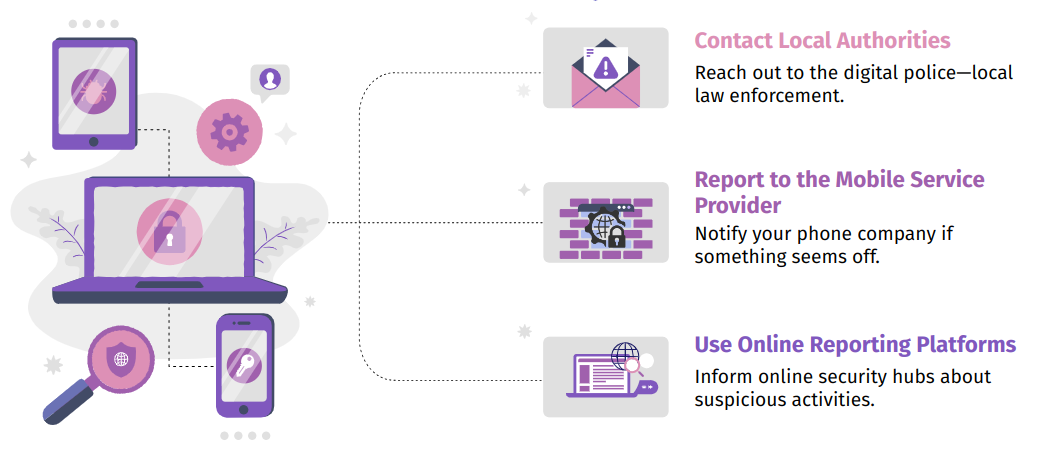 Contact Local Authorities
Reach out to the digital police—local
law enforcement.
Report to the Mobile Service
Provider
Notify your phone company if
something seems off.
Use Online Reporting Platforms
Inform online security hubs about
suspicious activities.